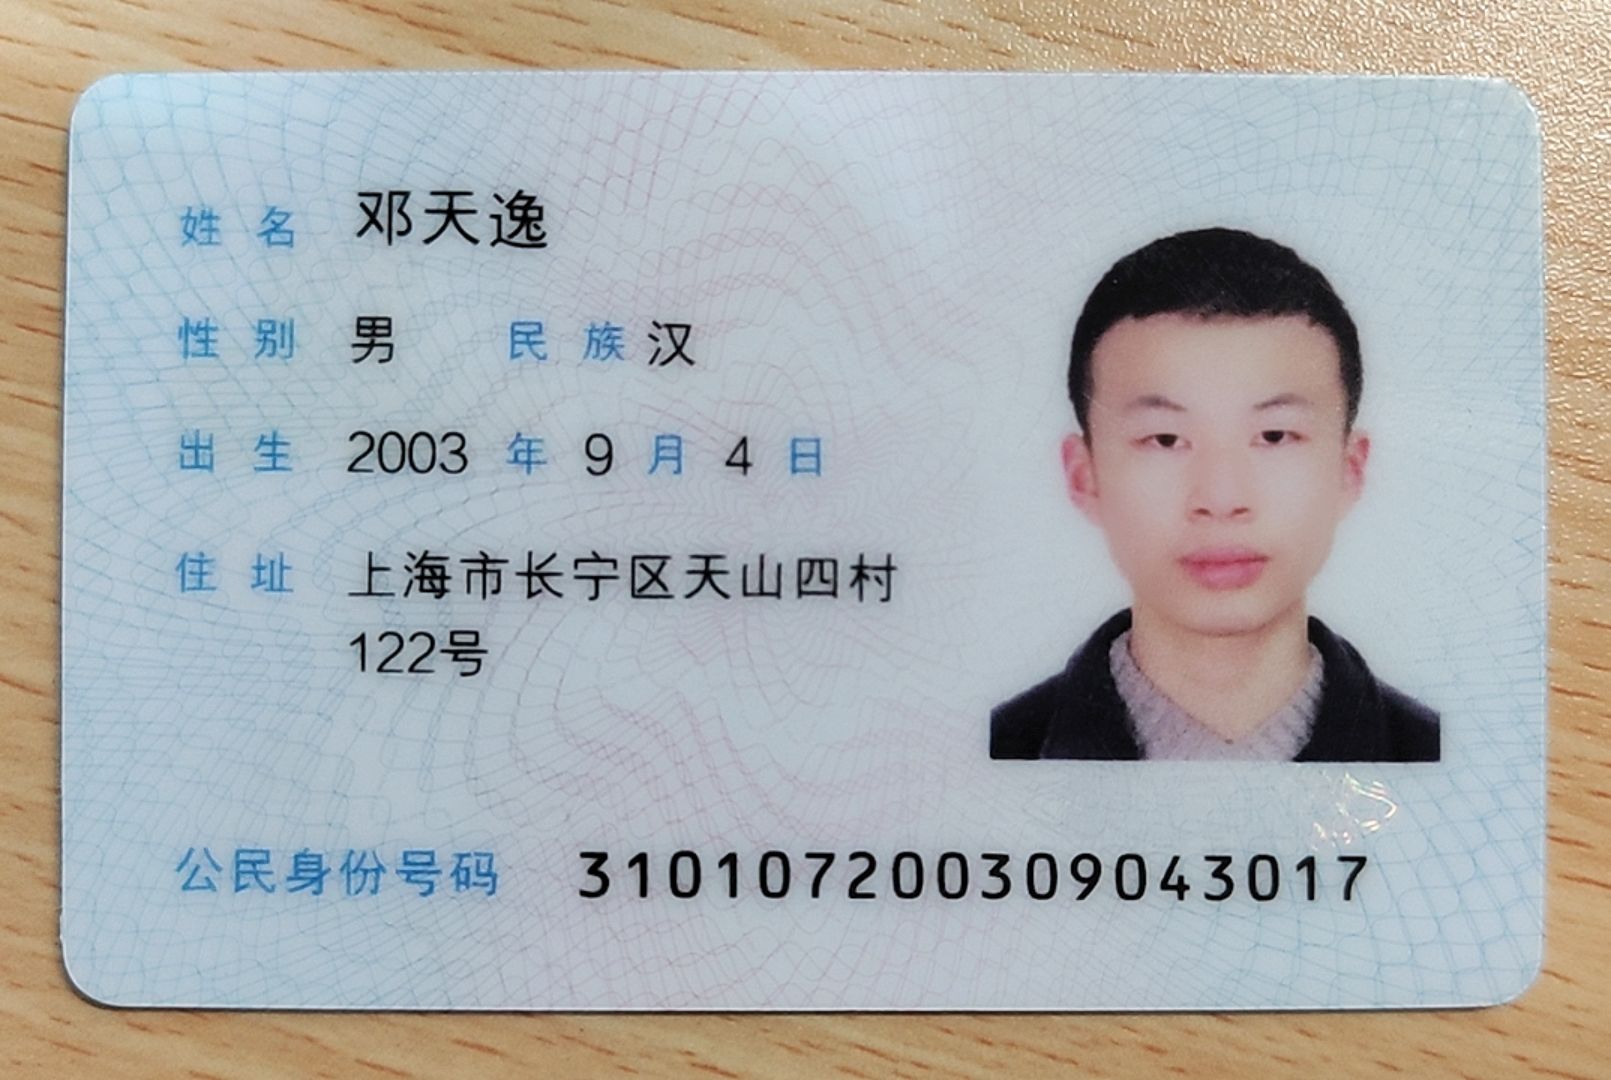 姓名 邓天逸
性别 男 民族 汉
出生 2003 年 9 月 4 日
住址 上海市长宁区天山四村
122号
公民身份号码 310107200309043017